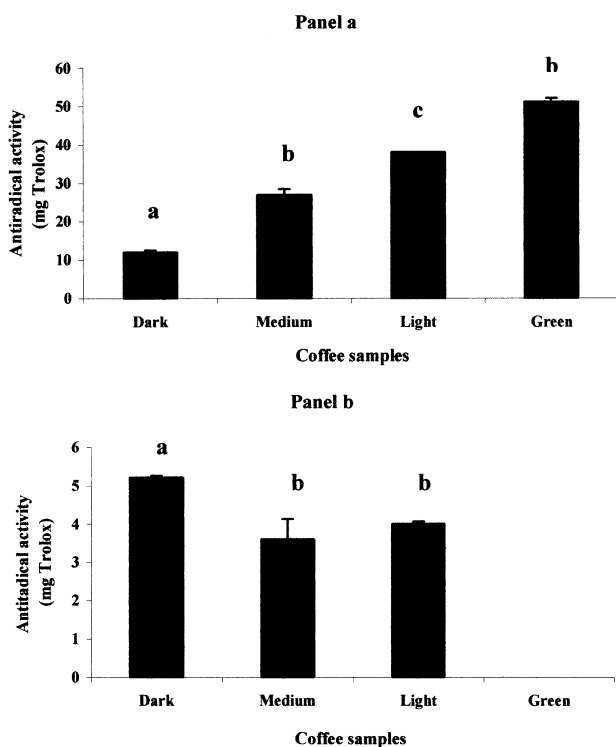 Panel a
Antiradical activity
(mg Trolox)
60
50
40
30
20
10
0
a
b
c
b
Dark Medium Light Green
Coffee samples
Panel b
Antitadical activity
(mg Trolox)
6
5
4
3
2
1
0
a
b b
Dark Medium Light Green
Coffee samples